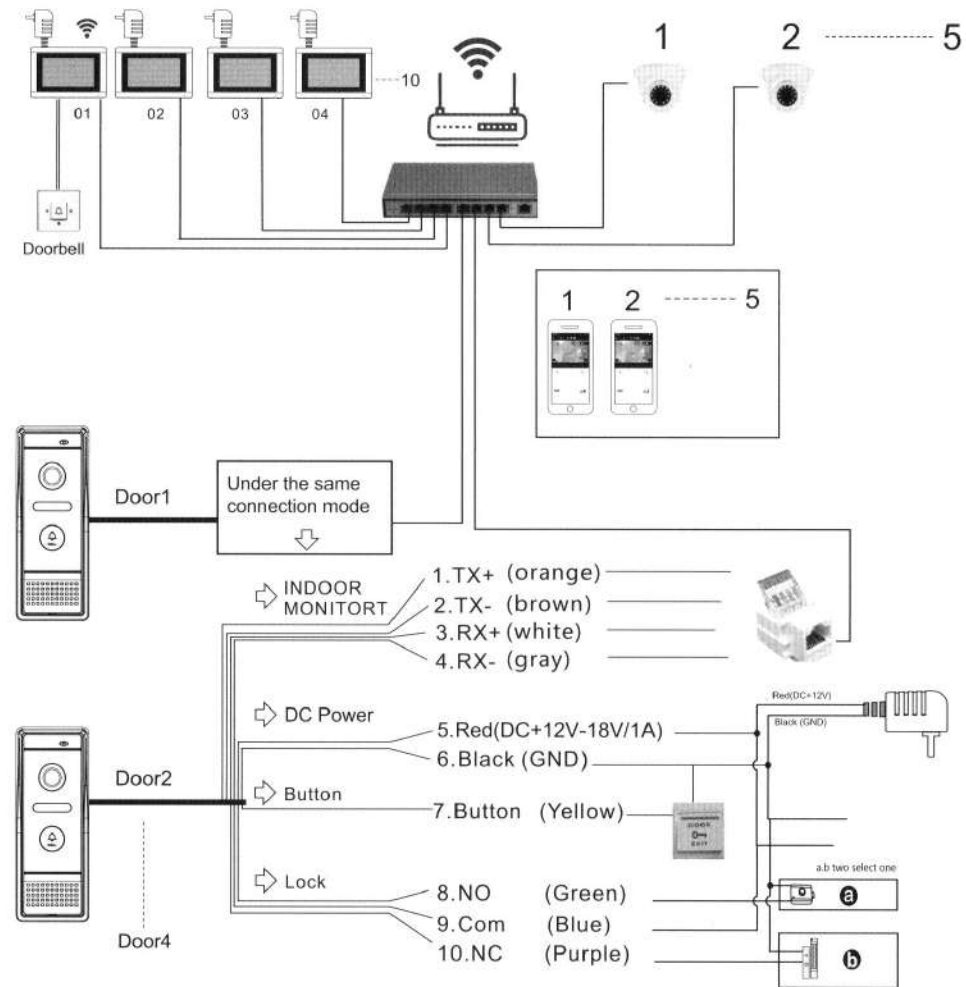 1 2 5
10
01 02 03 04
Doorbell
1 2 5
Door1
Under the same
connection mode
INDOOR
MONITORT
1.TX+ (orange)
2.TX- (brown)
3.RX+ (white)
4.RX- (gray)
Red(DC+12V)
Black (GND)
DC Power
5.Red(DC+12V-18V/1A)
6.Black (GND)
Door2
Button
7.Button (Yellow)
EXIT
a.b two select one
Lock
8.NO (Green)
a
9.Com (Blue)
Door4
10.NC (Purple)
b